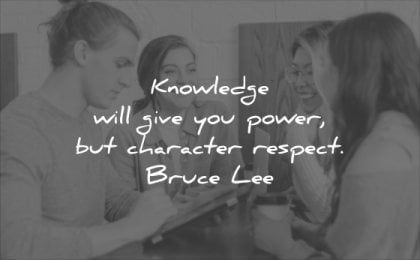 Knowledge
will give you power,
but character respect.
Bruce Lee